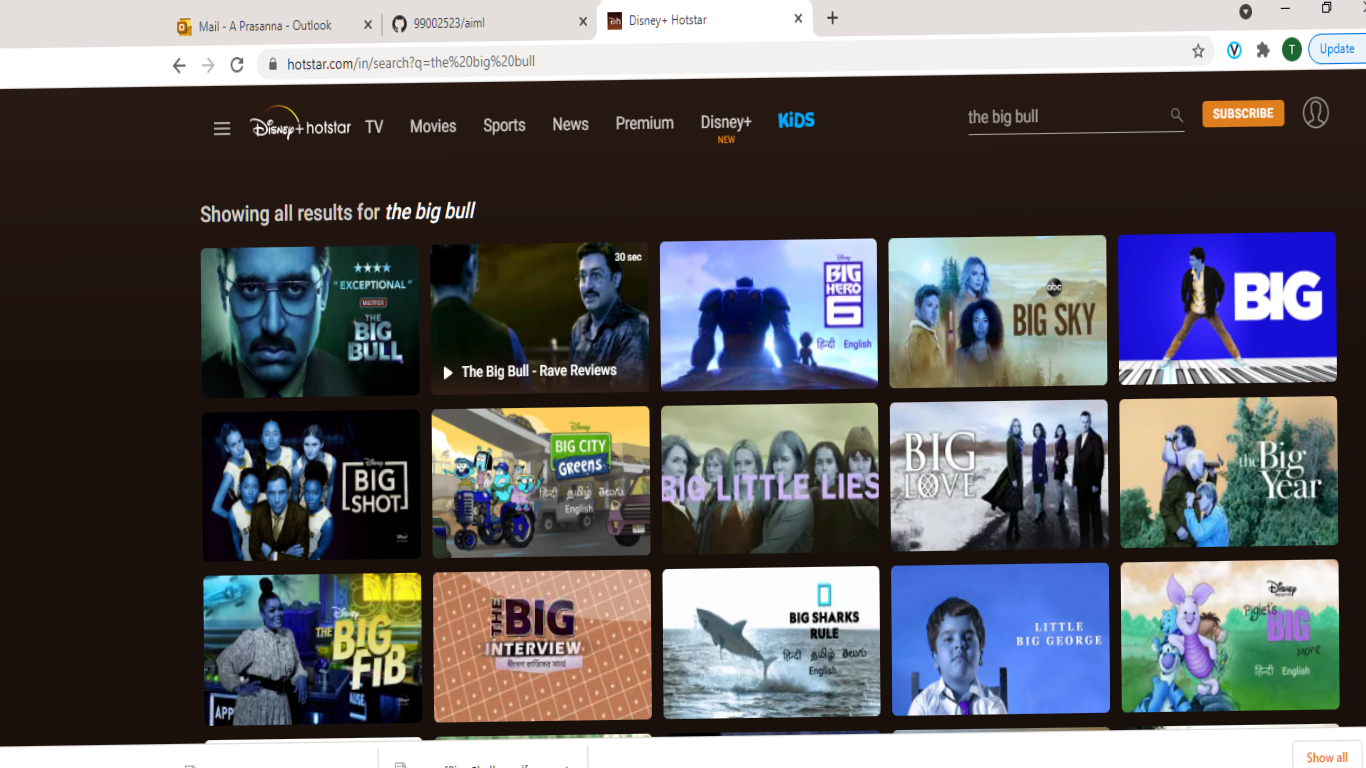 Mail - A Prasanna - Outlook
99002523/aiml
Disney+ Hotstar
hotstar.com/in/search?q=the%20big%20bull
Update
T
Disney+ hotstar
TV
Movies
Sports
News
Premium
Disney+
NEW
KiDS
the big bull
SUBSCRIBE
Showing all results for the big bull
"EXCEPTIONAL"
THE
BIG
BULL
30 sec
The Big Bull - Rave Reviews
Disney
BIG
HERO
6
हिन्दी English
abc
BIG SKY
BIG
Disney
BIG
SHOT
Disney
BIG CITY
GREENS
हिन्दी தமிழ் తెలుగు
English
BIG LITTLE LIES
BIG
LOVE
the Big
Year
Disney
THE
BIG
FIB
THE
BIG
INTERVIEW
BIG SHARKS
RULE
हिन्दी தமிழ் తెలుగు
English
LITTLE
BIG GEORGE
Disney
Piglet's
BIG
Movie
हिन्दी English
Show all